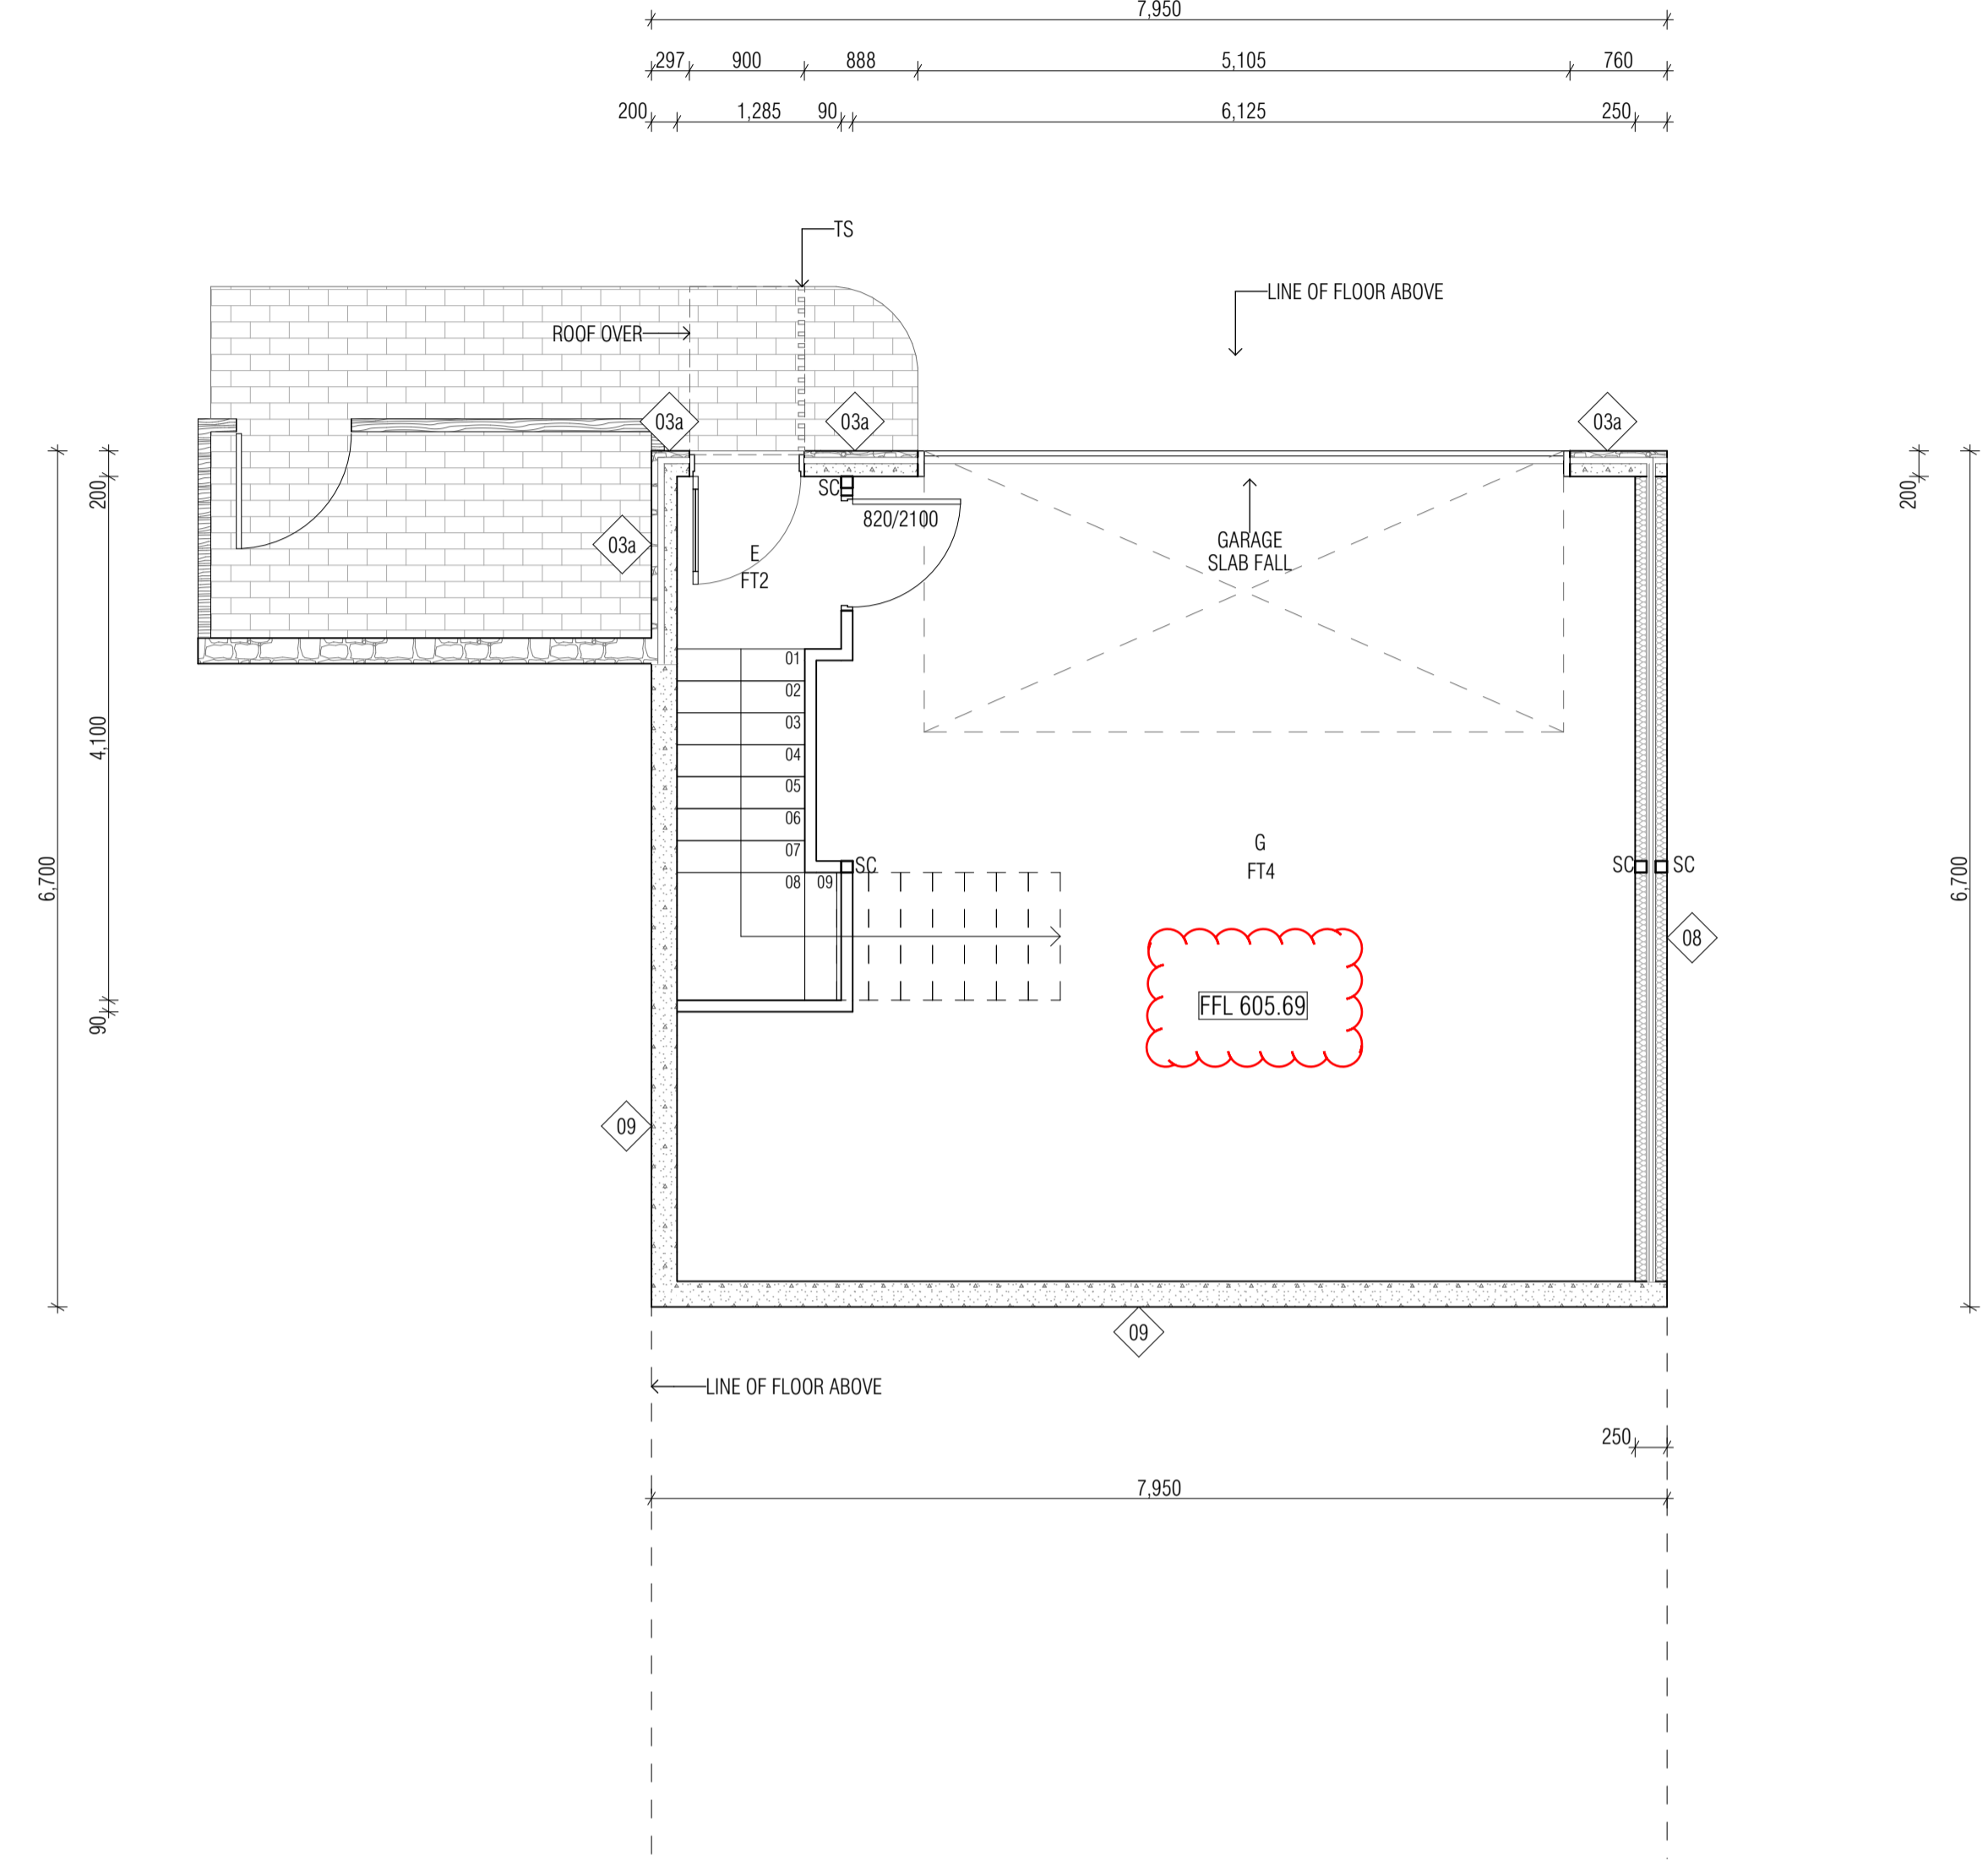 7,950
297 900 888 5,105 760
200 1,285 90 6,125 250
TS
LINE OF FLOOR ABOVE
ROOF OVER
03a 03a 03a
200
SC
820/2100
200
03a
E
FT2
GARAGE
SLAB FALL
01
02
03
4,100
04
05
06
07
G
FT4
6,700
SC
SC SC
6,700
08 09
08
FFL 605.69
90
09
09
LINE OF FLOOR ABOVE
250
7,950